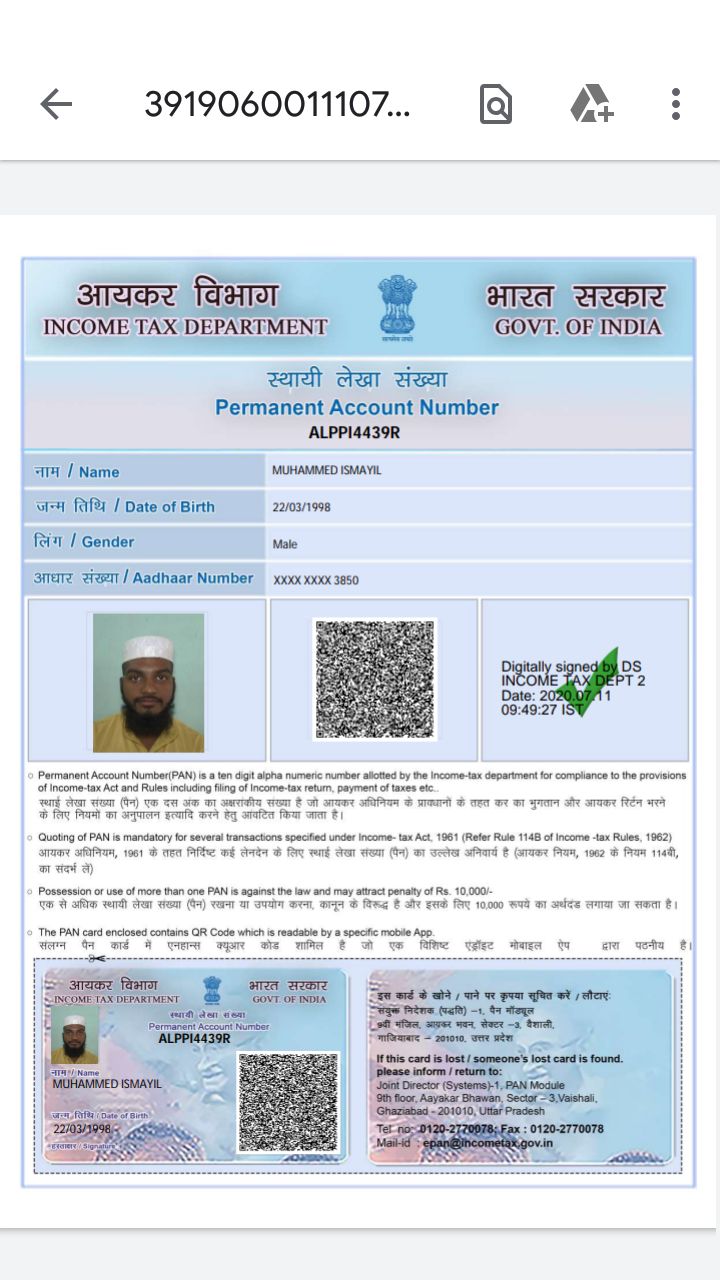 3919060011107...
आयकर विभाग
INCOME TAX DEPARTMENT
भारत सरकार
GOVT. OF INDIA
स्थायी लेखा संख्या
Permanent Account Number
ALPPI4439R
नाम / Name
MUHAMMED ISMAYIL
जन्म तिथि / Date of Birth
22/03/1998
लिंग / Gender
Male
आधार संख्या / Aadhaar Number
XXXX XXXX 3850
Digitally signed by DS
INCOME TAX DEPT 2
Date: 2020.07.11
09:49:27 IST
Permanent Account Number(PAN) is a ten digit alpha numeric number allotted by the Income-tax department for compliance to the provisions
of Income-tax Act and Rules including filing of Income-tax return, payment of taxes etc..
स्थाई लेखा संख्या (पैन) एक दस अंक का अक्षरांकीय संख्या है जो आयकर अधिनियम के प्रावधानों के तहत कर का भुगतान और आयकर रिर्टन भरने
के लिए नियमों का अनुपालन इत्यादि करने हेतु आवंटित किया जाता है।
Quoting of PAN is mandatory for several transactions specified under Income- tax Act, 1961 (Refer Rule 114B of Income -tax Rules, 1962)
आयकर अधिनियम, 1961 के तहत निर्दिष्ट कई लेनदेन के लिए स्थाई लेखा संख्या (पैन) का उल्लेख अनिवार्य है (आयकर नियम, 1962 के नियम 114बी,
का संदर्भ लें)
Possession or use of more than one PAN is against the law and may attract penalty of Rs. 10,000/-
एक से अधिक स्थायी लेखा संख्या (पैन) रखना या उपयोग करना, कानून के विरूद्ध है और इसके लिए 10,000 रूपये का अर्थदंड लगाया जा सकता है।
The PAN card enclosed contains QR Code which is readable by a specific mobile App.
संलग्न पैन कार्ड में एनहान्स क्यूआर कोड शामिल है जो एक विशिष्ट एंड्रॉइट मोबाइल ऐप द्वारा पठनीय है।
आयकर विभाग
INCOME TAX DEPARTMENT
भारत सरकार
GOVT. OF INDIA
स्थायी लेखा संख्या
Permanent Account Number
ALPPI4439R
नाम / Name
MUHAMMED ISMAYIL
जन्म तिथि / Date of Birth
22/03/1998
हस्ताक्षर / Signature
इस कार्ड के खोने / पाने पर कृपया सूचित करें / लौटाएं:
संयुक्त निदेशक (पद्धति) –1, पैन मॉड्यूल
9वीं मंजिल, आयकर भवन, सेक्टर –3, वैशाली,
गाजियाबाद – 201010, उत्तर प्रदेश
If this card is lost / someone's lost card is found.
please inform / return to:
Joint Director (Systems)-1, PAN Module
9th floor, Aayakar Bhawan, Sector – 3,Vaishali,
Ghaziabad - 201010, Uttar Pradesh
Tel no: 0120-2770078; Fax : 0120-2770078
Mail-id : epan@incometax.gov.in